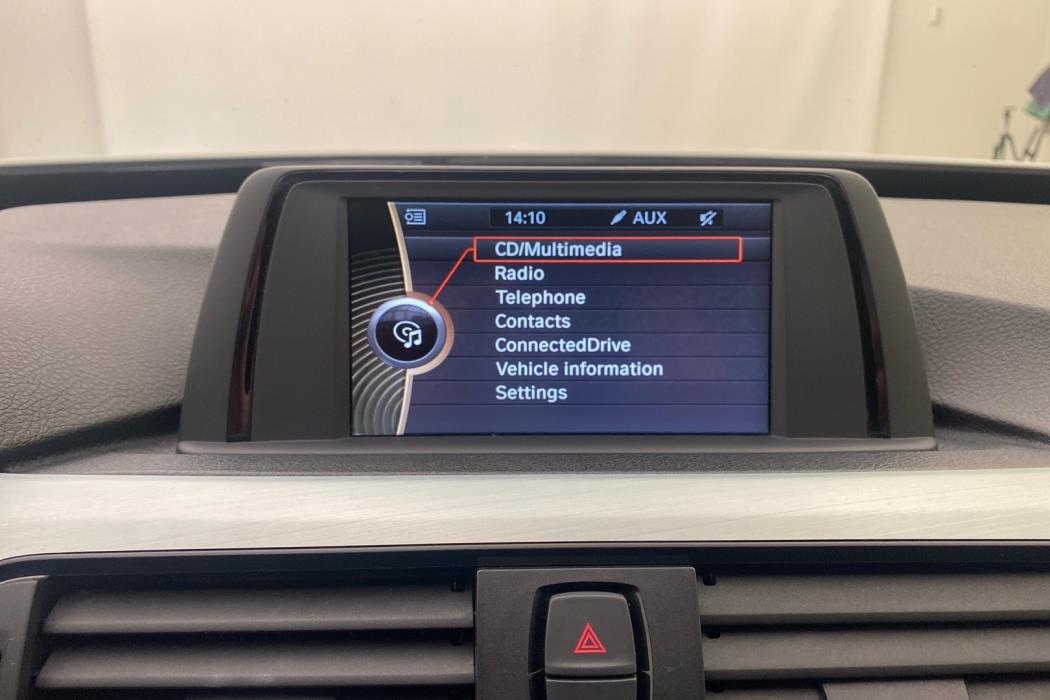 14:10 AUX
CD/Multimedia
Radio
Telephone
Contacts
ConnectedDrive
Vehicle information
Settings